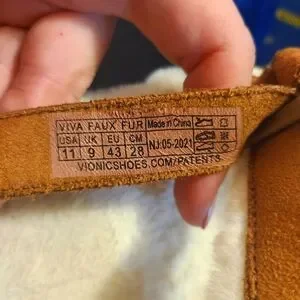 VIVA FAUX FUR Made in China
USA UK EU CM
11 9 43 28 NJ:05-2021
VIONICSHOES.COM/PATENTS